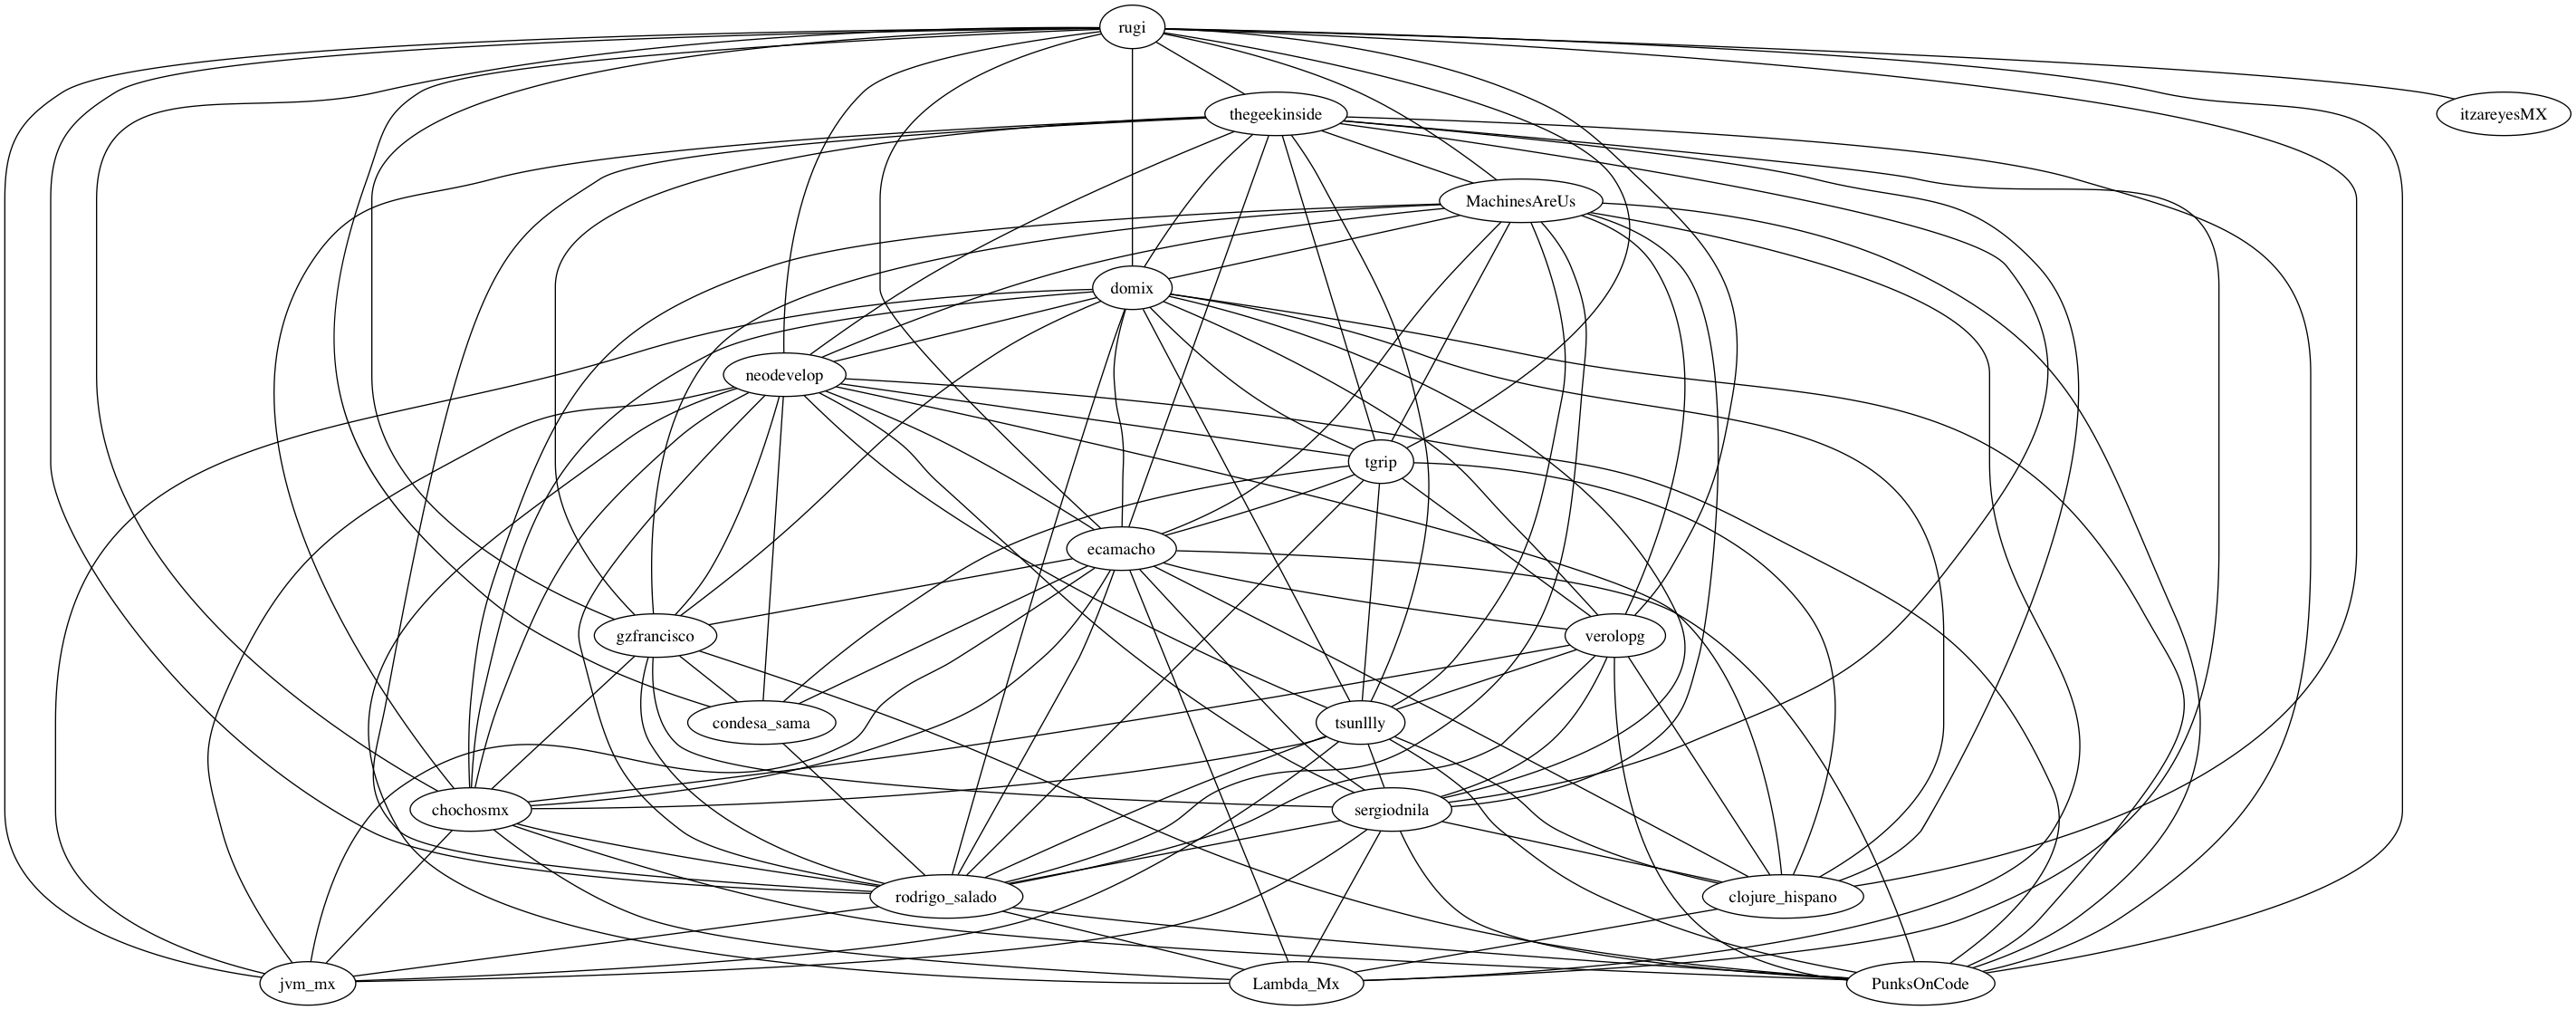 rugi
thegeekinside
itzareyesMX
MachinesAreUs
domix
neodevelop
tgrip
ecamacho
gzfrancisco
verolopg
condesa_sama
tsunllly
chochosmx
sergiodnila
rodrigo_salado
clojure_hispano
jvm_mx
Lambda_Mx
PunksOnCode